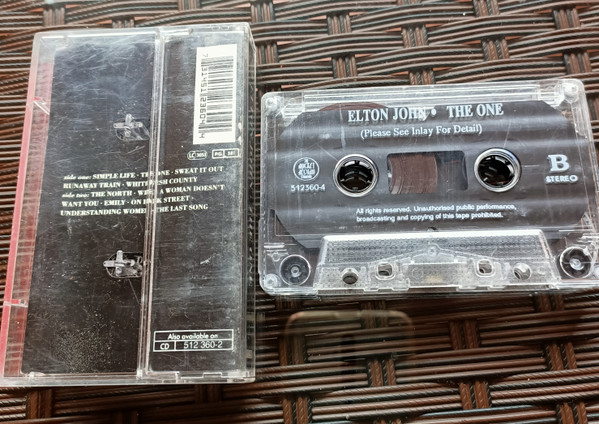 side one: SIMPLE LIFE · THE ONE · SWEAT IT OUT
RUNAWAY TRAIN · WHITEWASH COUNTY
side two: THE NORTH · WHEN A WOMAN DOESN'T
WANT YOU · EMILY · ON DARK STREET ·
UNDERSTANDING WOMEN · THE LAST SONG
Also available on
CD 512 360-2
ELTON JOHN · THE ONE
(Please See Inlay For Detail)
512360-4
B
STEREO
All rights reserved. Unauthorised public performance,
broadcasting and copying of this tape prohibited.